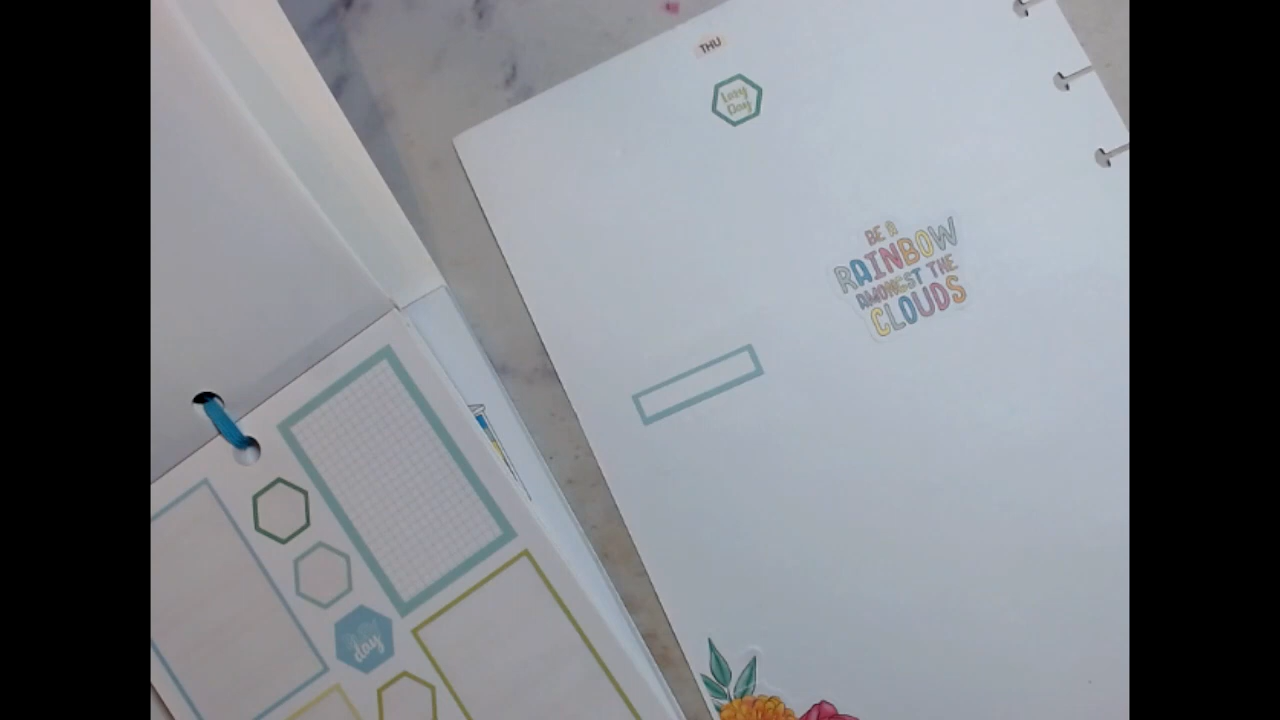 THU
Lazy
Day
BE A
RAINBOW
AMONGST THE
CLOUDS
day